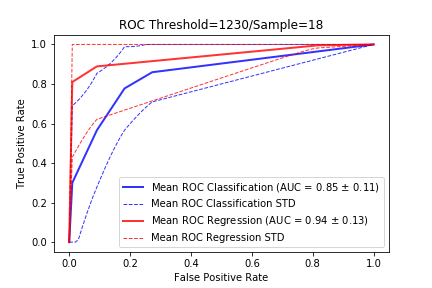 ROC Threshold=1230/Sample=18
True Positive Rate
1.0
0.8
0.6
0.4
0.2
0.0
Mean ROC Classification (AUC = 0.85 ± 0.11)
Mean ROC Classification STD
Mean ROC Regression (AUC = 0.94 ± 0.13)
Mean ROC Regression STD
0.0 0.2 0.4 0.6 0.8 1.0
False Positive Rate